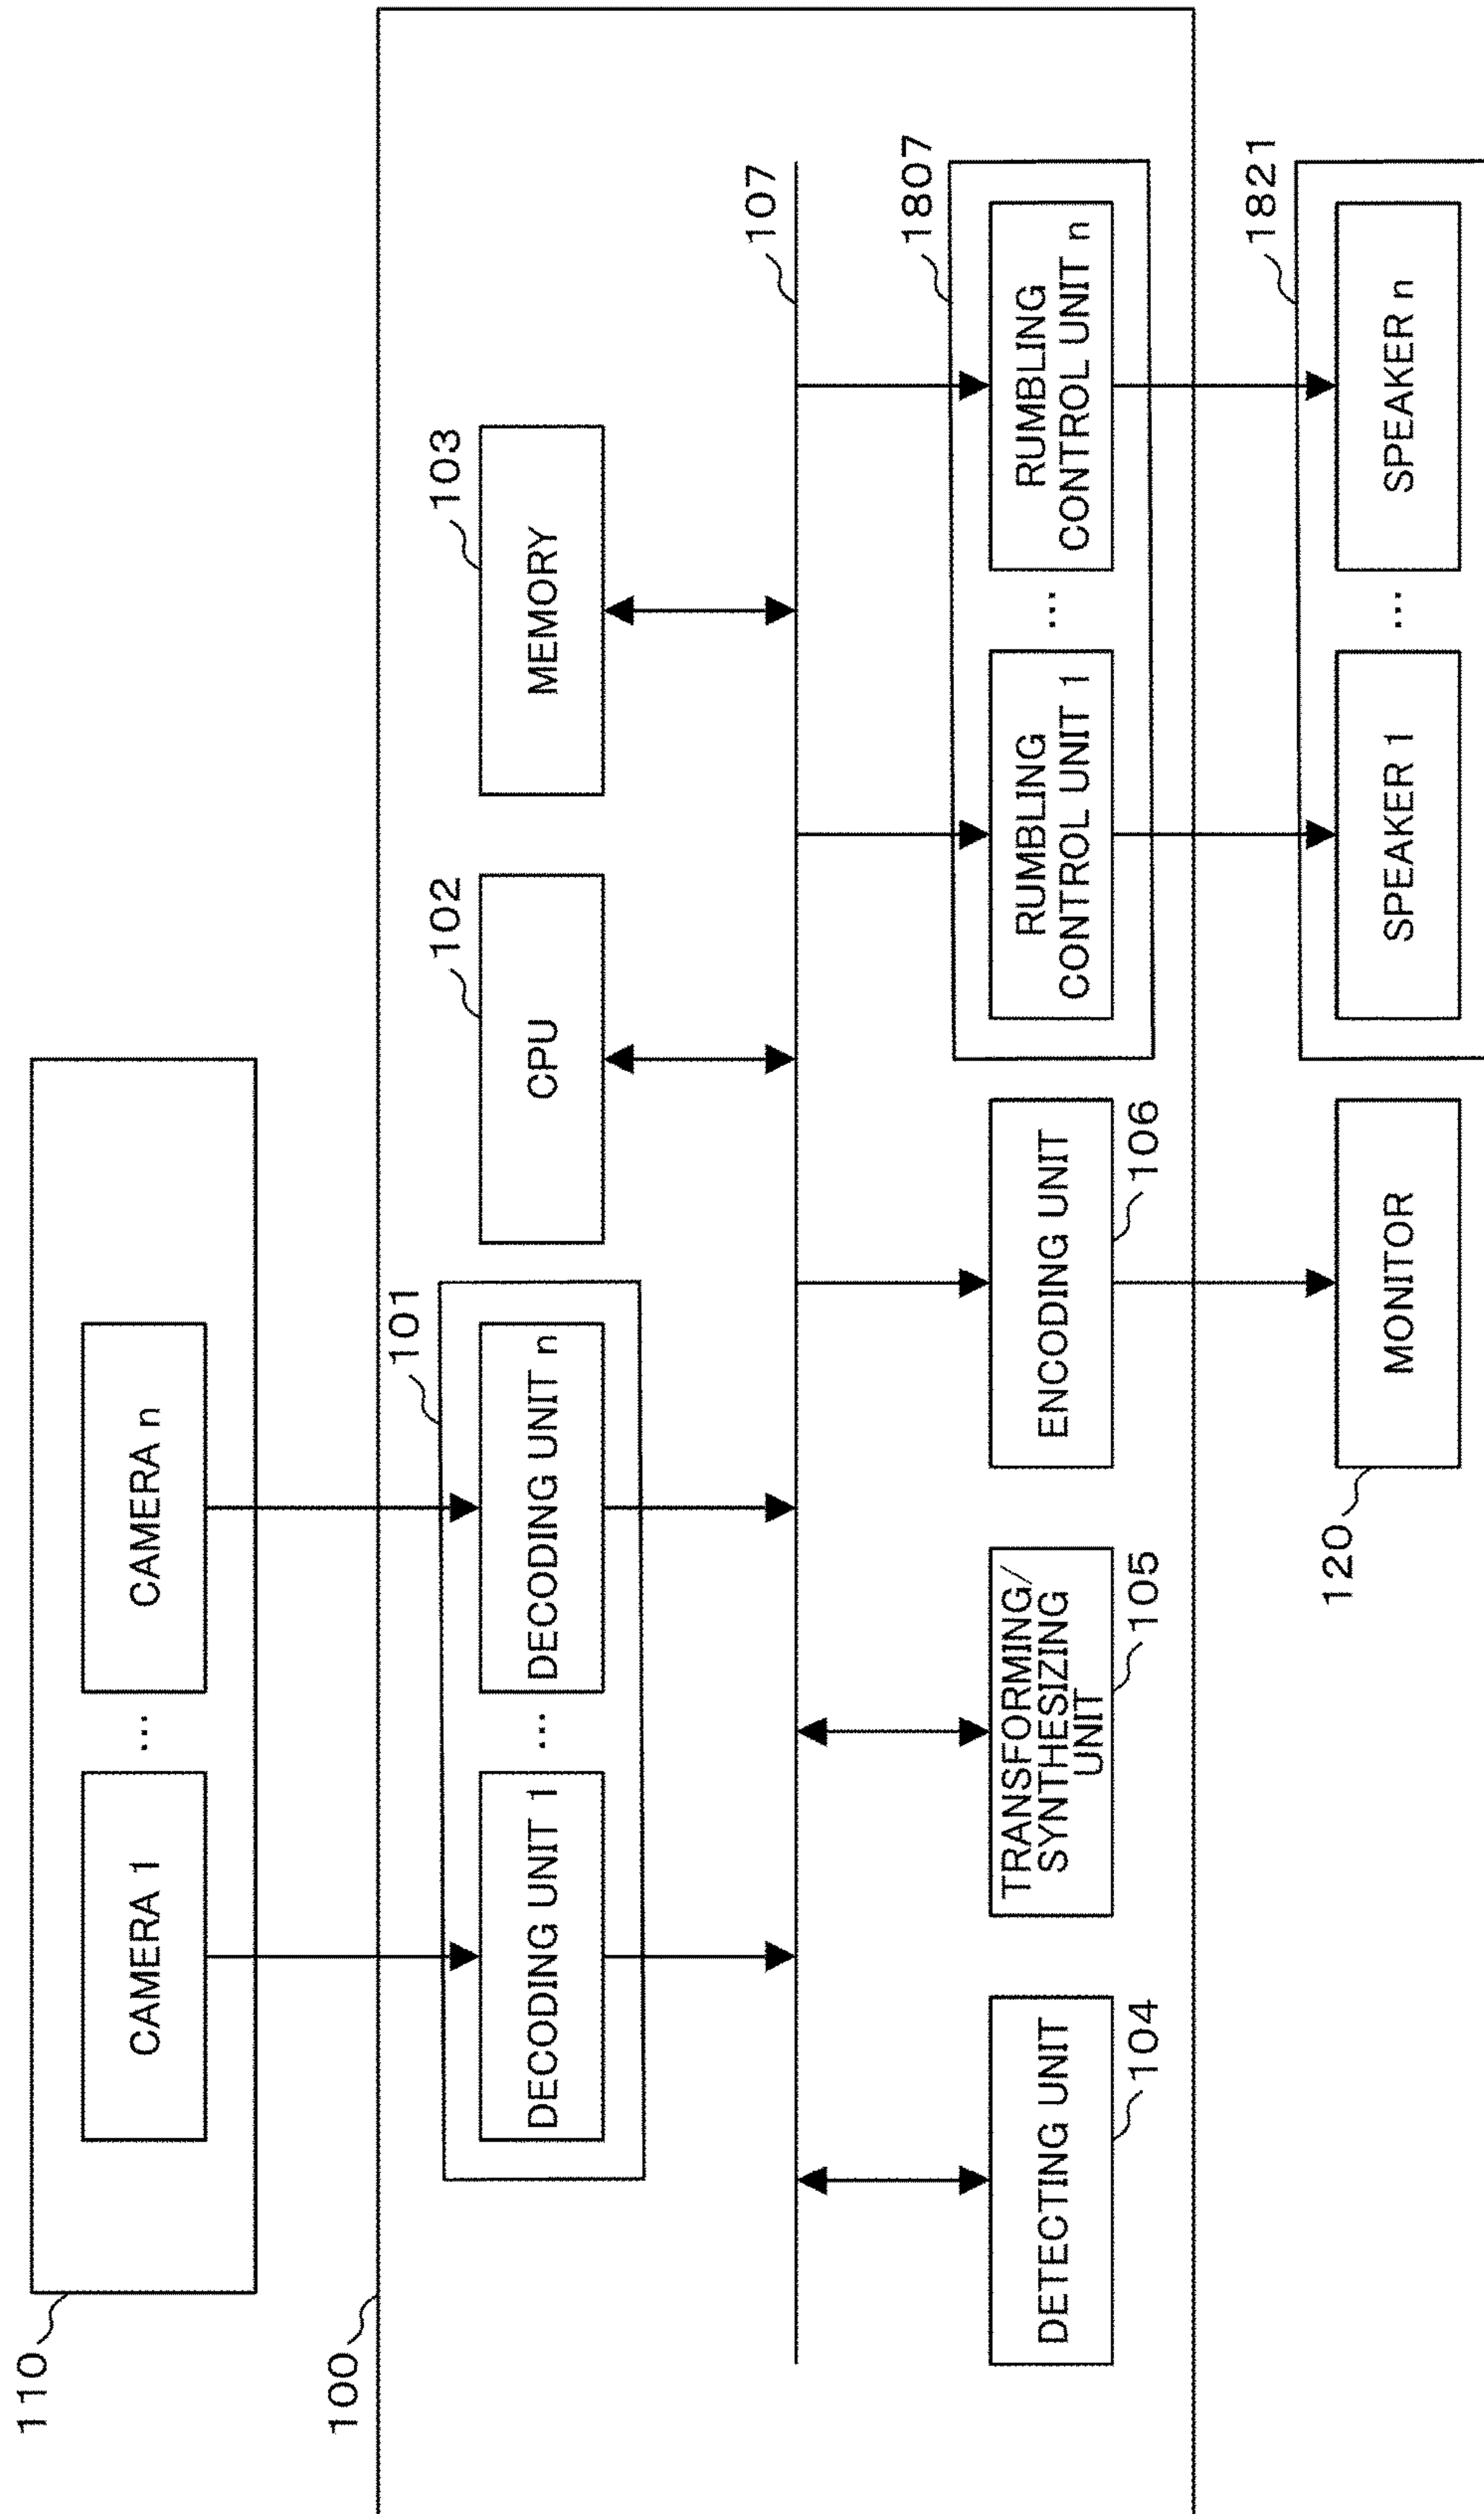 110
CAMERA 1
...
CAMERA n
100
101
DECODING UNIT 1
...
DECODING UNIT n
102
CPU
103
MEMORY
107
DETECTING UNIT
104
TRANSFORMING/
SYNTHESIZING
UNIT
105
ENCODING UNIT
106
1807
RUMBLING
CONTROL UNIT 1
...
RUMBLING
CONTROL UNIT n
120
MONITOR
1821
SPEAKER 1
...
SPEAKER n